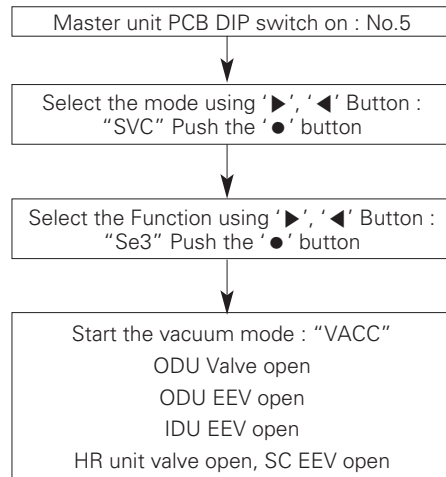 Master unit PCB DIP switch on : No.5
Select the mode using ‘▶’, ‘◀’ Button :
“SVC” Push the ‘●’ button
Select the Function using ‘▶’, ‘◀’ Button :
“Se3” Push the ‘●’ button
Start the vacuum mode : “VACC”
ODU Valve open
ODU EEV open
IDU EEV open
HR unit valve open, SC EEV open